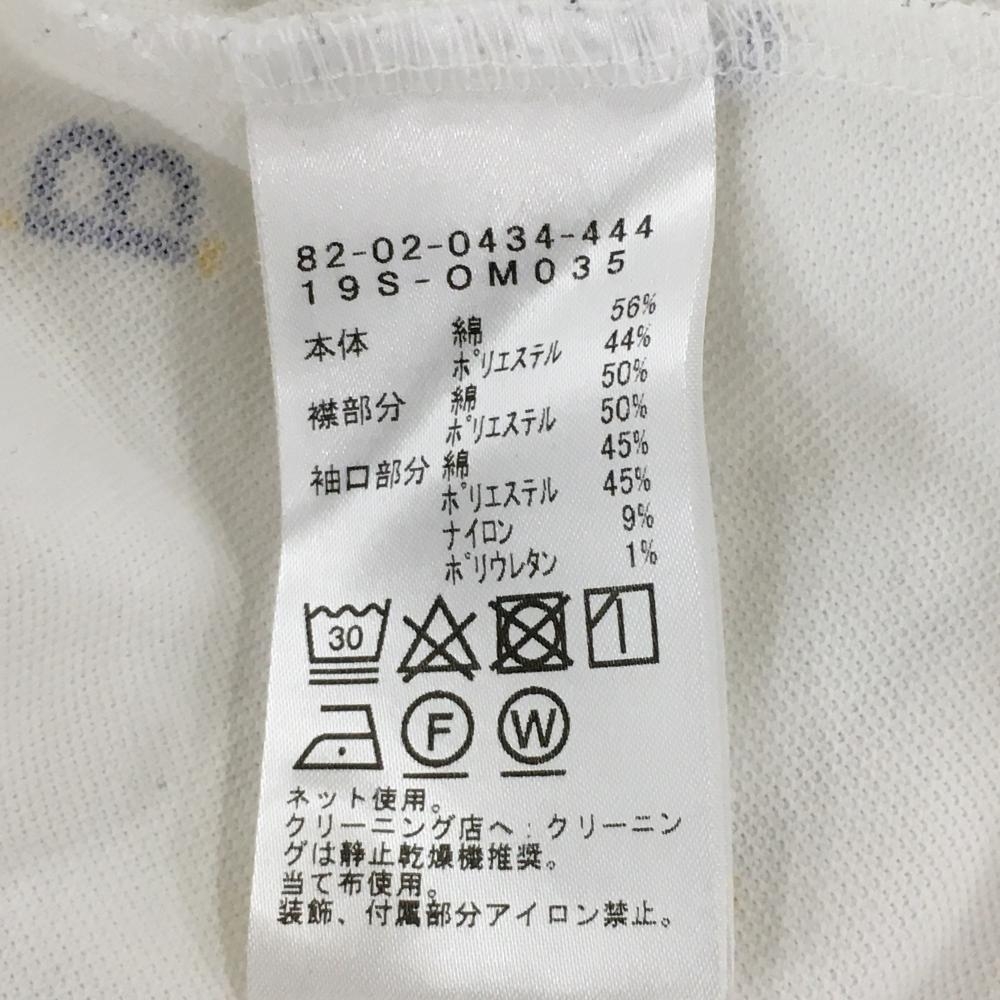 B
82-02-0434-444
19S-OM035
本体 綿 56%
ポリエステル 44%
襟部分 綿 50%
ポリエステル 50%
袖口部分 綿 45%
ポリエステル 45%
ナイロン 9%
ポリウレタン 1%
30
F W
ネット使用。
クリーニング店へ:クリーニン
グは静止乾燥機推奨。
当て布使用。
装飾、付属部分アイロン禁止。